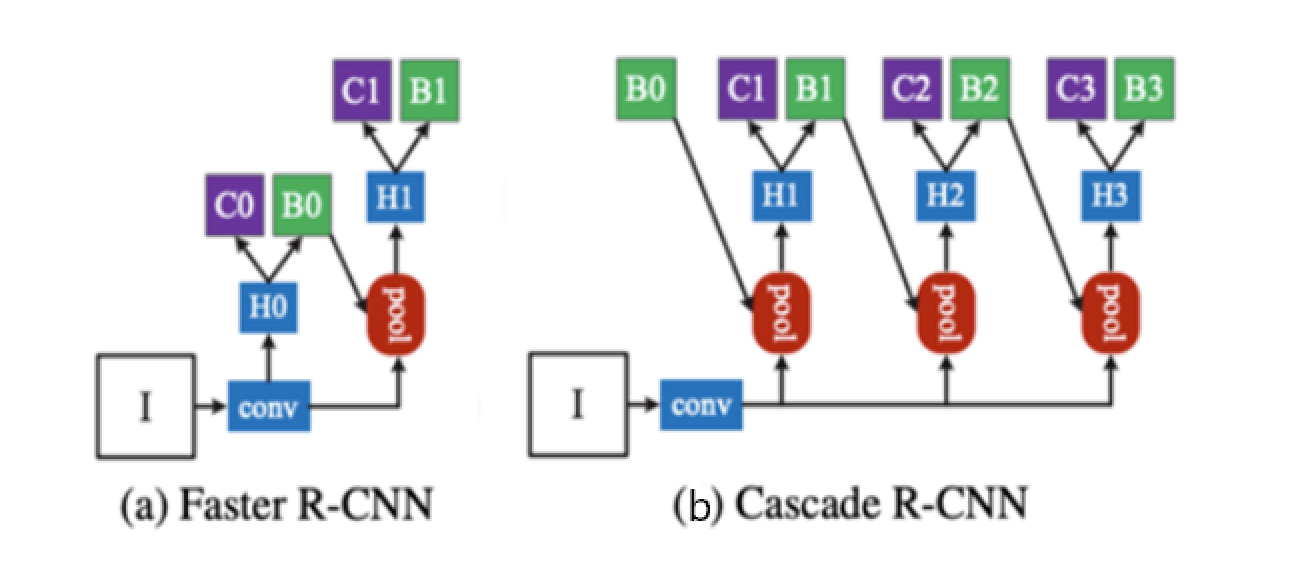 C1 B1
C0 B0
H1
H0
pool
I
conv
(a) Faster R-CNN
B0 C1 B1 C2 B2 C3 B3
H1 H2 H3
pool pool pool
I
conv
(b) Cascade R-CNN